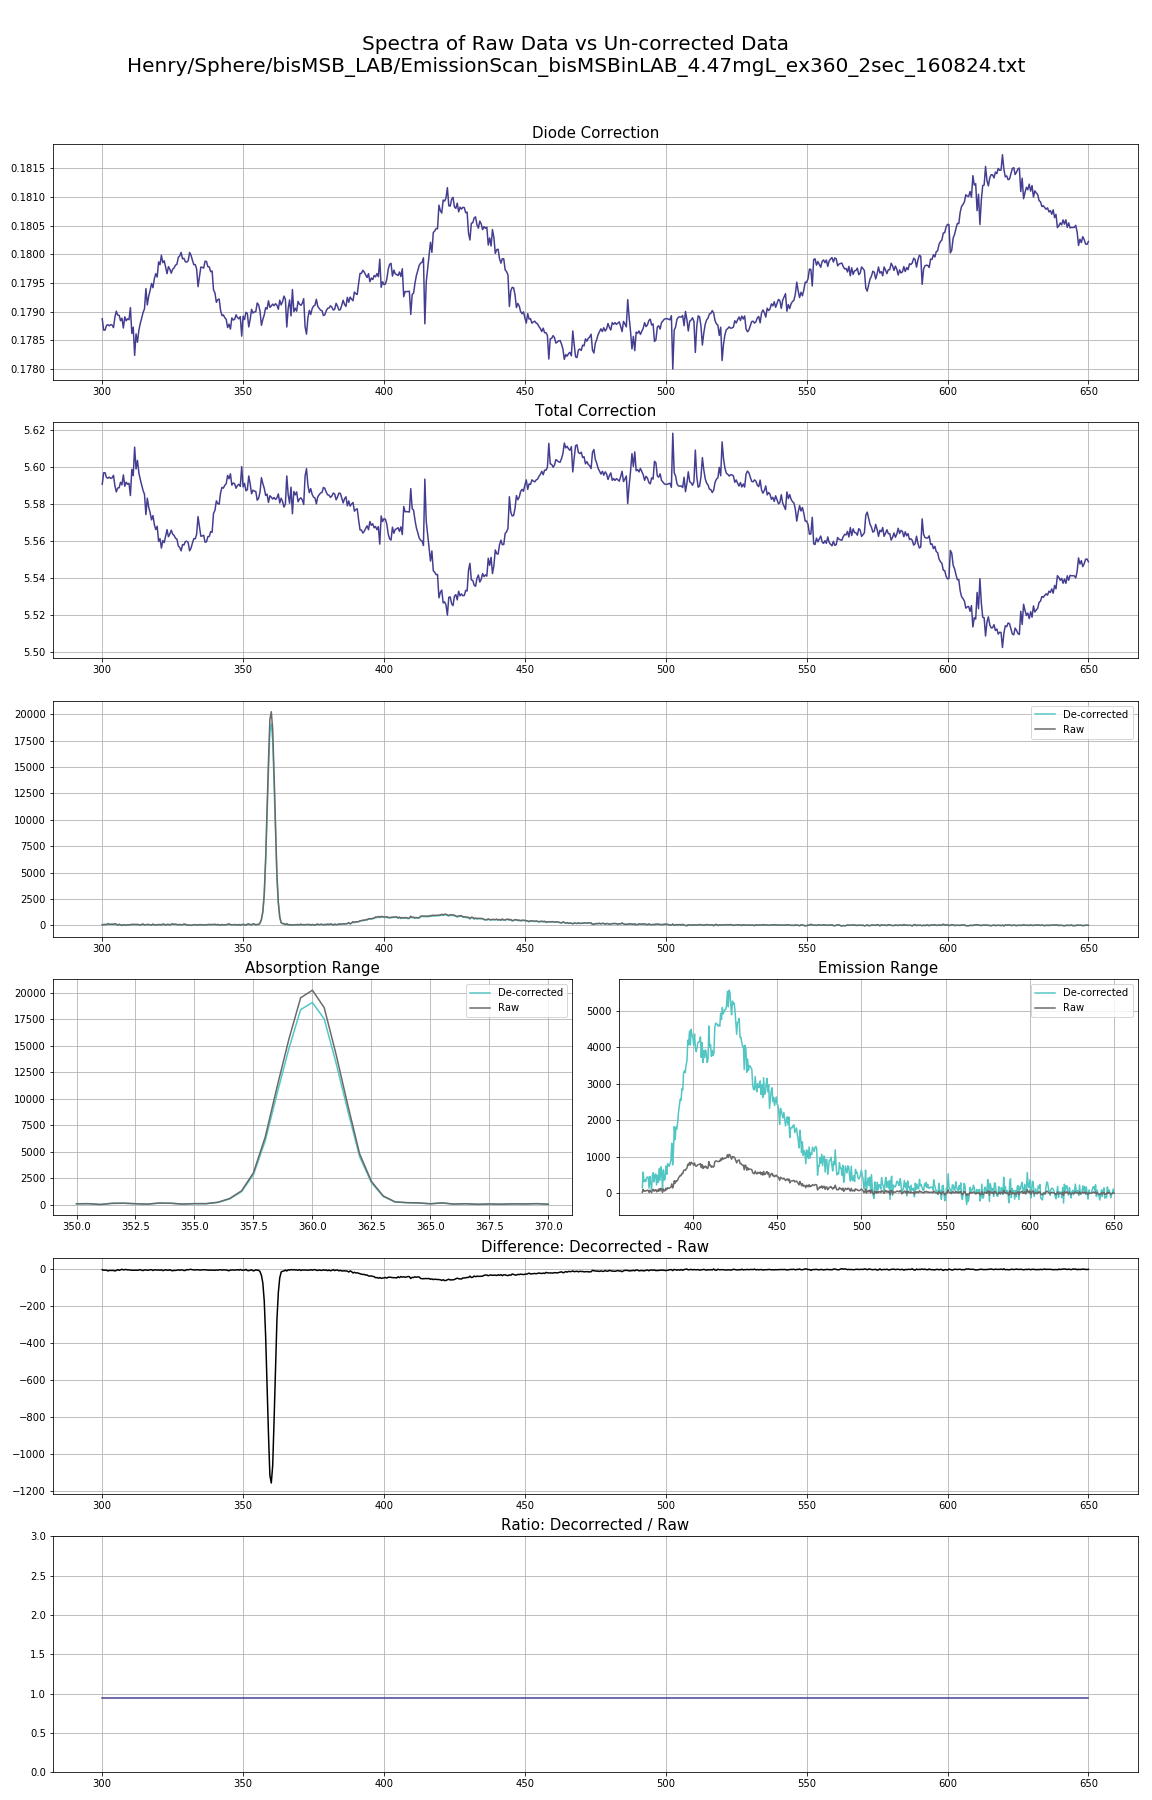 Spectra of Raw Data vs Un-corrected Data
Henry/Sphere/bisMSB_LAB/EmissionScan_bisMSBinLAB_4.47mgL_ex360_2sec_160824.txt
Diode Correction
0.1815
0.1810
0.1805
0.1800
0.1795
0.1790
0.1785
0.1780
300 350 400 450 500 550 600 650
Total Correction
5.62
5.60
5.58
5.56
5.54
5.52
5.50
300 350 400 450 500 550 600 650
De-corrected
Raw
20000
17500
15000
12500
10000
7500
5000
2500
0
300 350 400 450 500 550 600 650
Absorption Range
De-corrected
Raw
20000
17500
15000
12500
10000
7500
5000
2500
0
350.0 352.5 355.0 357.5 360.0 362.5 365.0 367.5 370.0
Emission Range
De-corrected
Raw
5000
4000
3000
2000
1000
0
400 450 500 550 600 650
Difference: Decorrected - Raw
0
−200
−400
−600
−800
−1000
−1200
300 350 400 450 500 550 600 650
Ratio: Decorrected / Raw
3.0
2.5
2.0
1.5
1.0
0.5
0.0
300 350 400 450 500 550 600 650